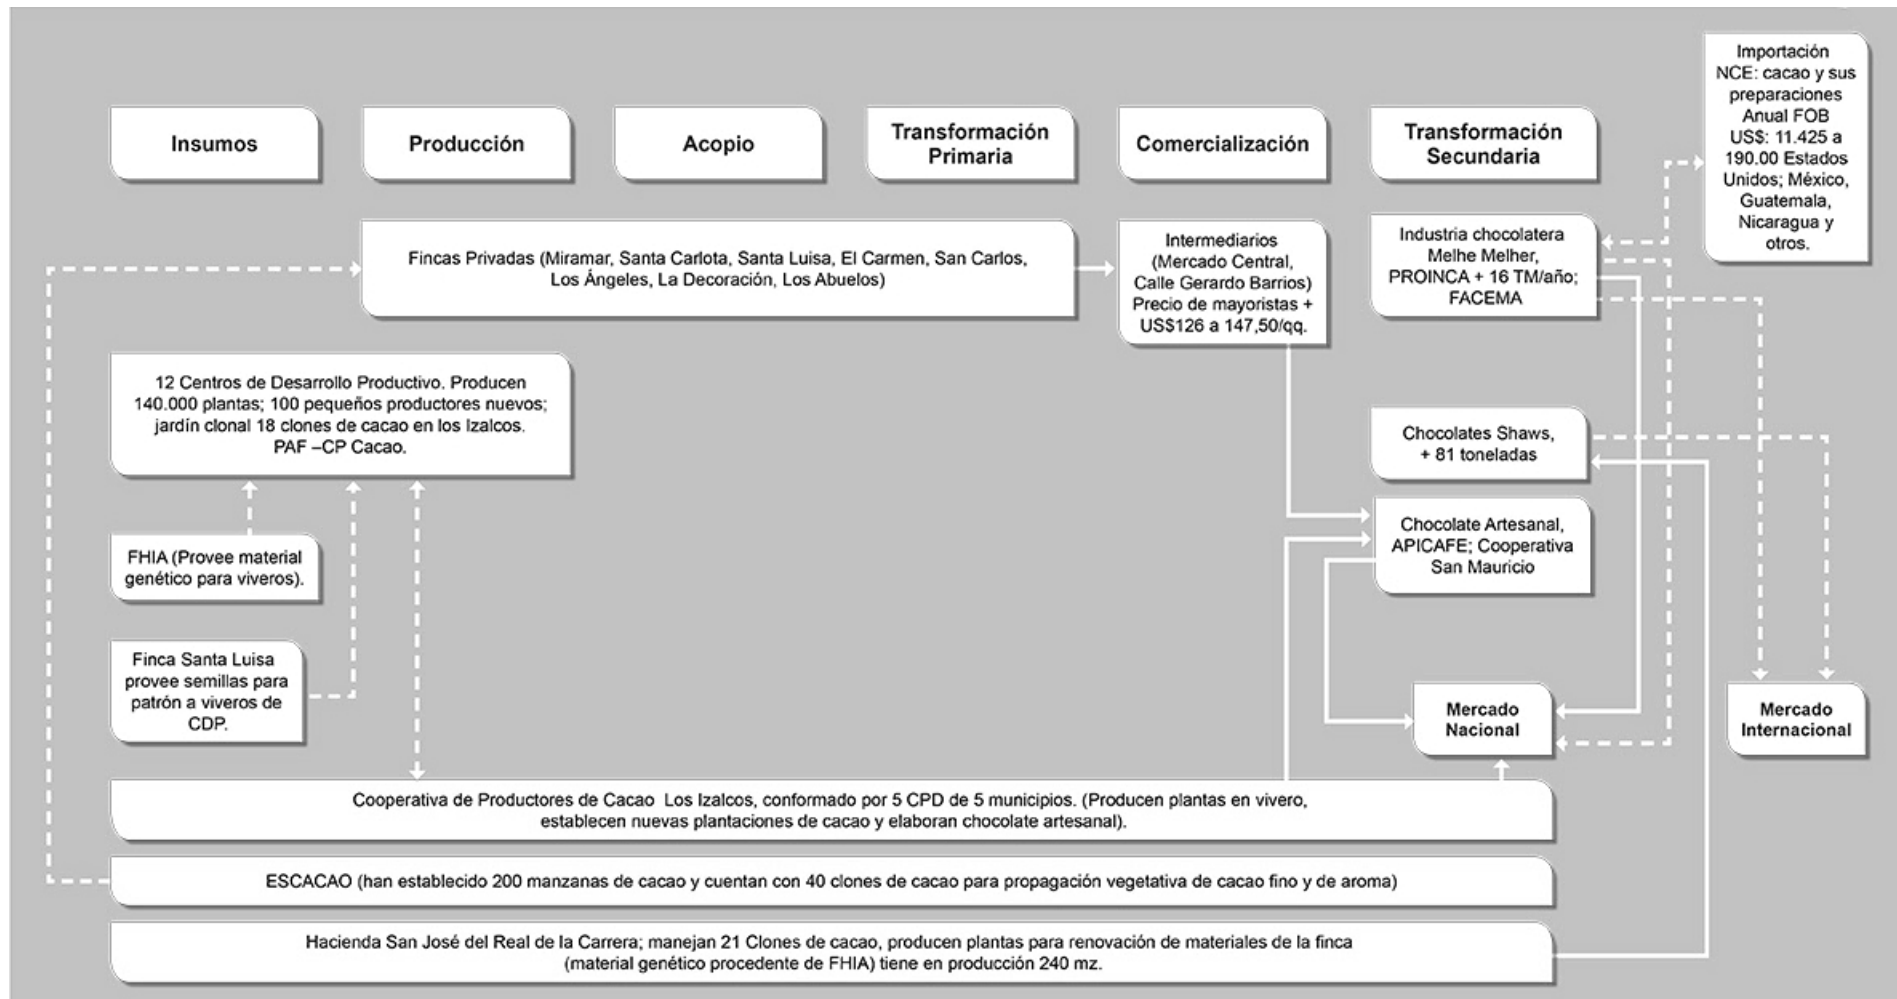 Importación
NCE: cacao y sus
preparaciones
Anual FOB
US$: 11.425 a
190.00 Estados
Unidos; México,
Guatemala,
Nicaragua y
otros.
Insumos
Producción
Acopio
Transformación
Primaria
Comercialización
Transformación
Secundaria
Fincas Privadas (Miramar, Santa Carlota, Santa Luisa, El Carmen, San Carlos,
Los Ángeles, La Decoración, Los Abuelos)
Intermediarios
(Mercado Central,
Calle Gerardo Barrios)
Precio de mayoristas +
US$126 a 147,50/qq.
Industria chocolatera
Melhe Melher,
PROINCA + 16 TM/año;
FACEMA
12 Centros de Desarrollo Productivo. Producen
140.000 plantas; 100 pequeños productores nuevos;
jardín clonal 18 clones de cacao en los Izalcos.
PAF –CP Cacao.
Chocolates Shaws,
+ 81 toneladas
FHIA (Provee material
genético para viveros).
Chocolate Artesanal,
APICAFE; Cooperativa
San Mauricio
Finca Santa Luisa
provee semillas para
patrón a viveros de
CDP.
Mercado
Nacional
Mercado
Internacional
Cooperativa de Productores de Cacao Los Izalcos, conformado por 5 CPD de 5 municipios. (Producen plantas en vivero,
establecen nuevas plantaciones de cacao y elaboran chocolate artesanal).
ESCACAO (han establecido 200 manzanas de cacao y cuentan con 40 clones de cacao para propagación vegetativa de cacao fino y de aroma)
Hacienda San José del Real de la Carrera; manejan 21 Clones de cacao, producen plantas para renovación de materiales de la finca
(material genético procedente de FHIA) tiene en producción 240 mz.